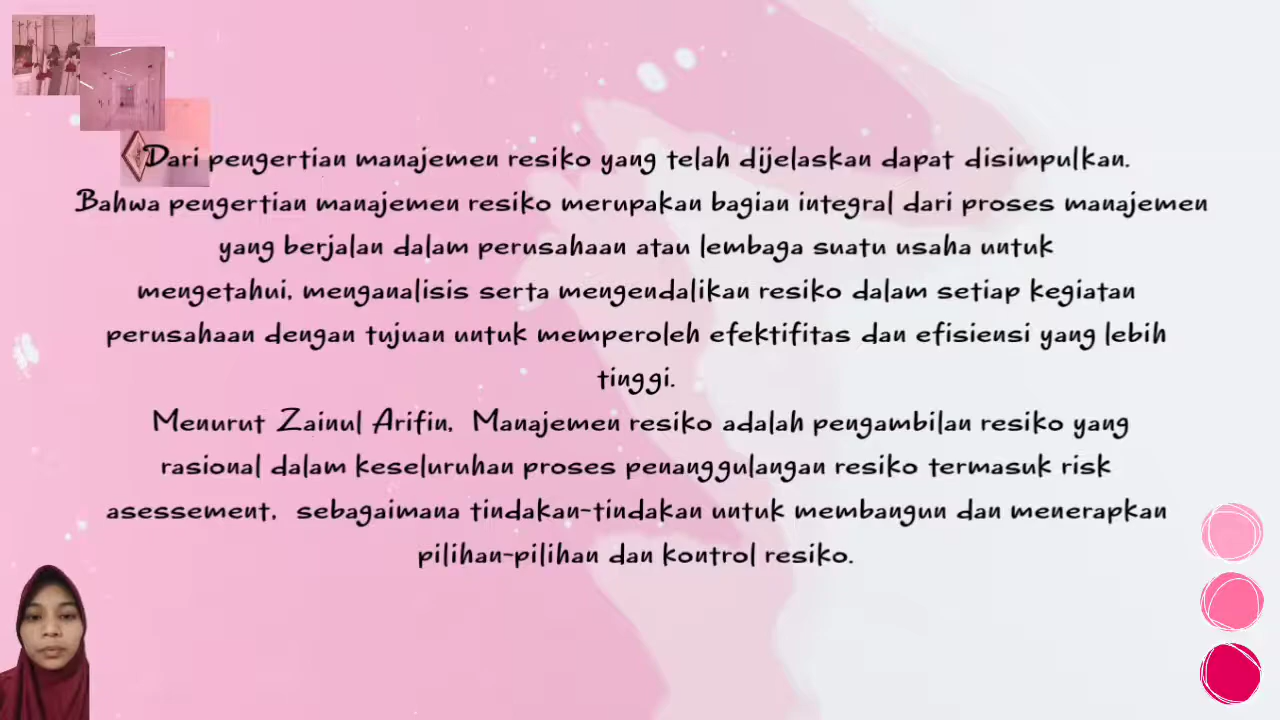 Dari pengertian manajemen resiko yang telah dijelaskan dapat disimpulkan.
Bahwa pengertian manajemen resiko merupakan bagian integral dari proses manajemen
yang berjalan dalam perusahaan atau lembaga suatu usaha untuk
mengetahui, menganalisis serta mengendalikan resiko dalam setiap kegiatan
perusahaan dengan tujuan untuk memperoleh efektifitas dan efisiensi yang lebih
tinggi.
Menurut Zainul Arifin, Manajemen resiko adalah pengambilan resiko yang
rasional dalam keseluruhan proses penanggulangan resiko termasuk risk
asessement, sebagaimana tindakan-tindakan untuk membangun dan menerapkan
pilihan-pilihan dan kontrol resiko.